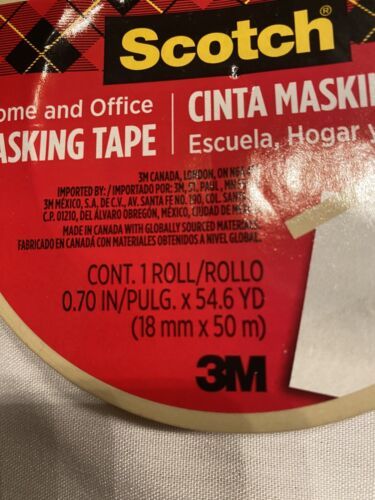 Scotch®
ome and Office
ASKING TAPE
CINTA MASKI
Escuela, Hogar y
3M CANADA, LONDON, ON
IMPORTED BY: / IMPORTADO POR: 3M, ST. PAUL, MN
3M MÉXICO, S.A. DE C.V., AV. SANTA FE NO. 190, COL. SANTA
C.P. 01210, DEL. ÁLVARO OBREGÓN, MÉXICO, CIUDAD DE
MADE IN CANADA WITH GLOBALLY SOURCED MATERIALS.
FABRICADO EN CANADÁ CON MATERIALES OBTENIDOS A NIVEL GLOBAL.
CONT. 1 ROLL/ROLLO
0.70 IN/PULG. x 54.6 YD
(18 mm x 50 m)
3M